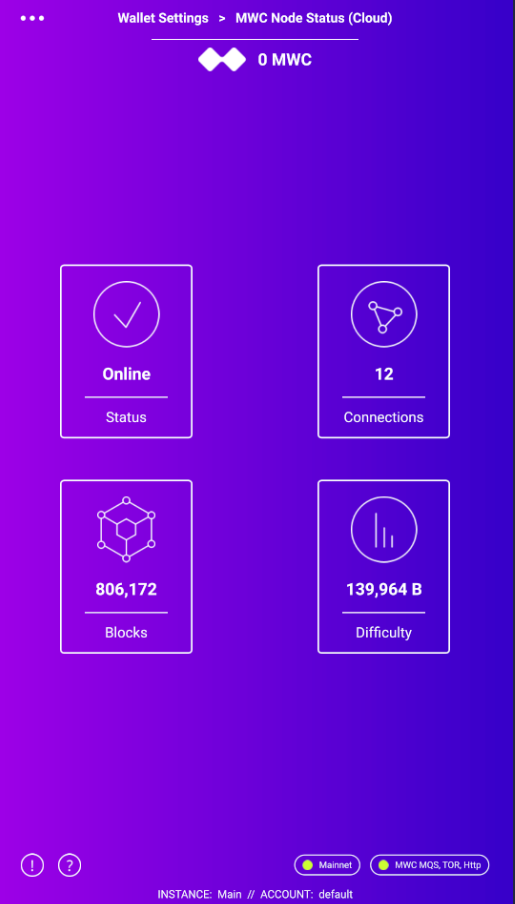 Wallet Settings > MWC Node Status (Cloud)
0 MWC
Online
Status
12
Connections
806,172
Blocks
139,964 B
Difficulty
! ? Mainnet MWC MQS, TOR, Http
INSTANCE: Main // ACCOUNT: default